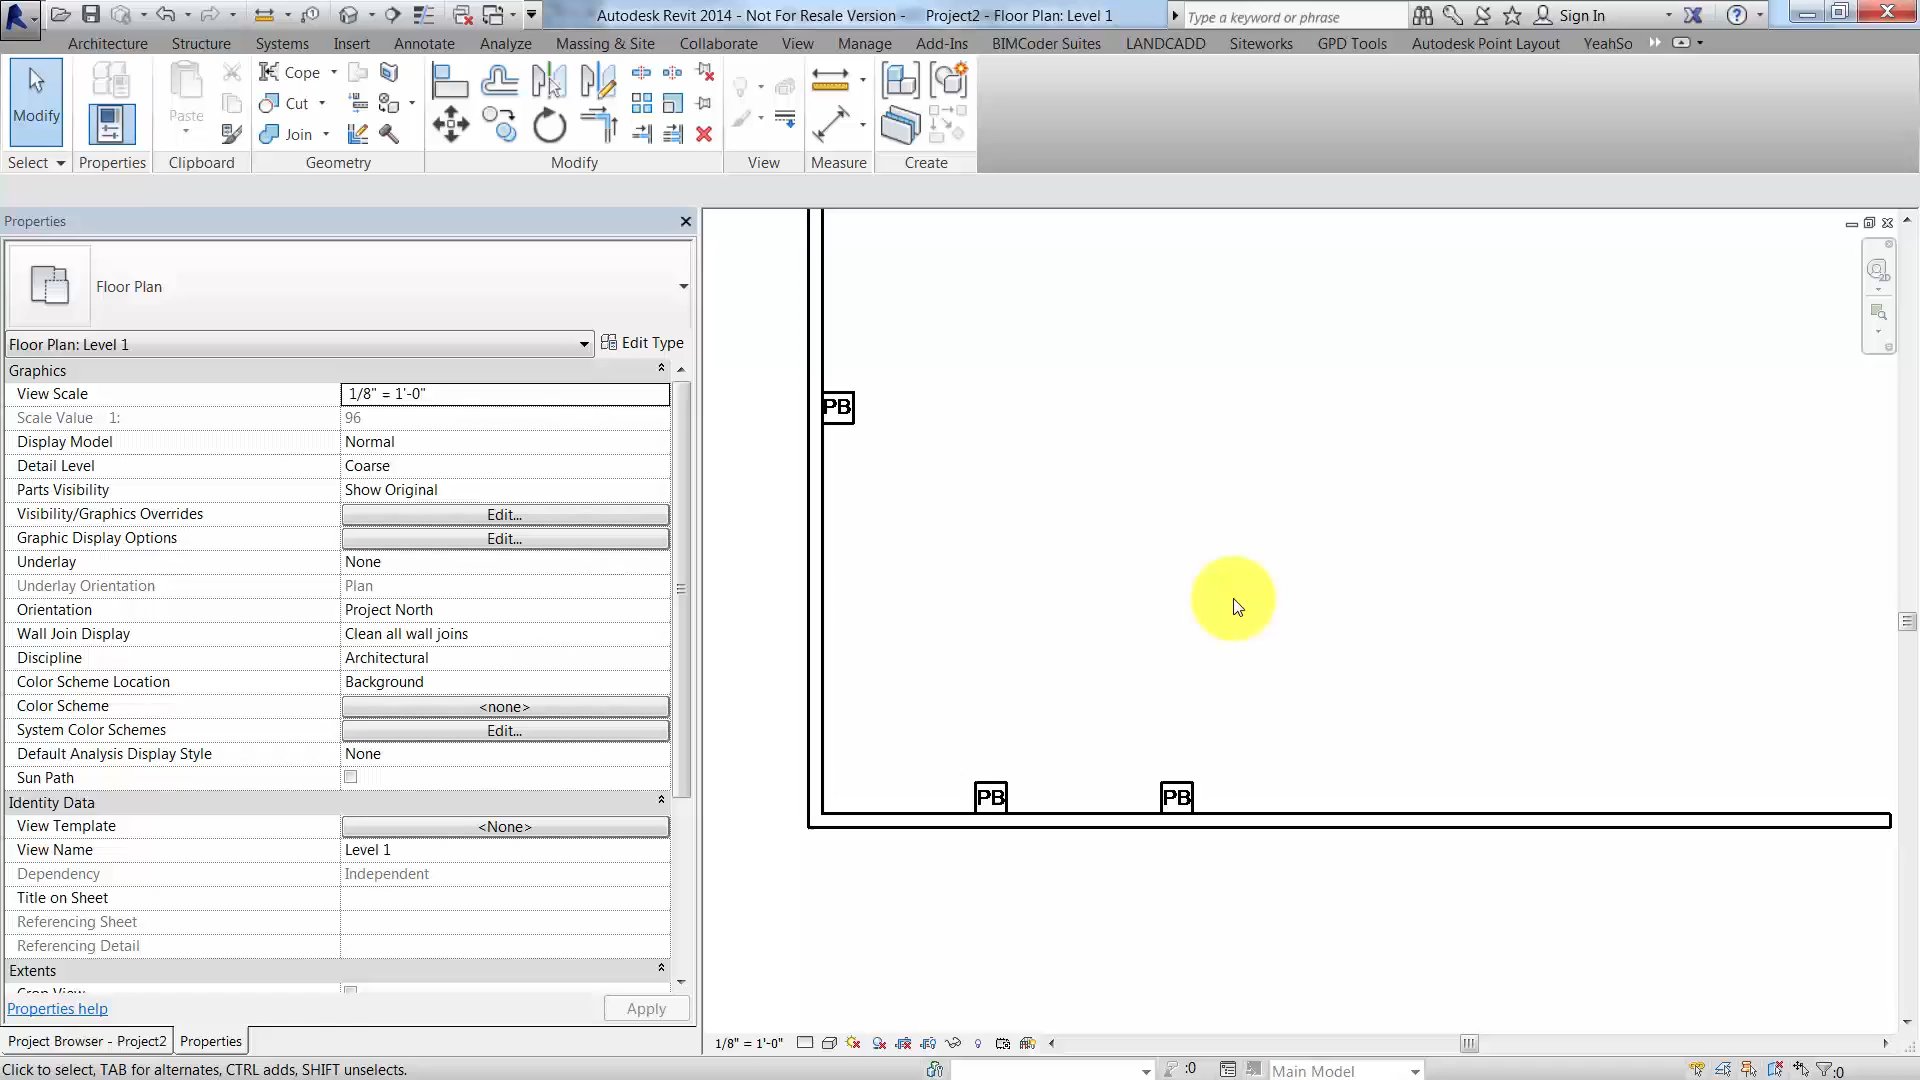 Autodesk Revit 2014 - Not For Resale Version - Project2 - Floor Plan: Level 1
Type a keyword or phrase
Sign In
Architecture Structure Systems Insert Annotate Analyze Massing & Site Collaborate View Manage Add-Ins BIMCoder Suites LANDCADD Siteworks GPD Tools Autodesk Point Layout YeahSo
Modify
Paste
Cope
Cut
Join
Select Properties Clipboard Geometry Modify View Measure Create
Properties
Floor Plan
Floor Plan: Level 1
Edit Type
Graphics
View Scale 1/8" = 1'-0"
Scale Value 1: 96
Display Model Normal
Detail Level Coarse
Parts Visibility Show Original
Visibility/Graphics Overrides Edit...
Graphic Display Options Edit...
Underlay None
Underlay Orientation Plan
Orientation Project North
Wall Join Display Clean all wall joins
Discipline Architectural
Color Scheme Location Background
Color Scheme <none>
System Color Schemes Edit...
Default Analysis Display Style None
Sun Path
Identity Data
View Template <None>
View Name Level 1
Dependency Independent
Title on Sheet
Referencing Sheet
Referencing Detail
Extents
Crop View
Properties help
Apply
Project Browser - Project2 Properties
PB
PB PB
1/8" = 1'-0"
Click to select, TAB for alternates, CTRL adds, SHIFT unselects.
:0
Main Model
:0